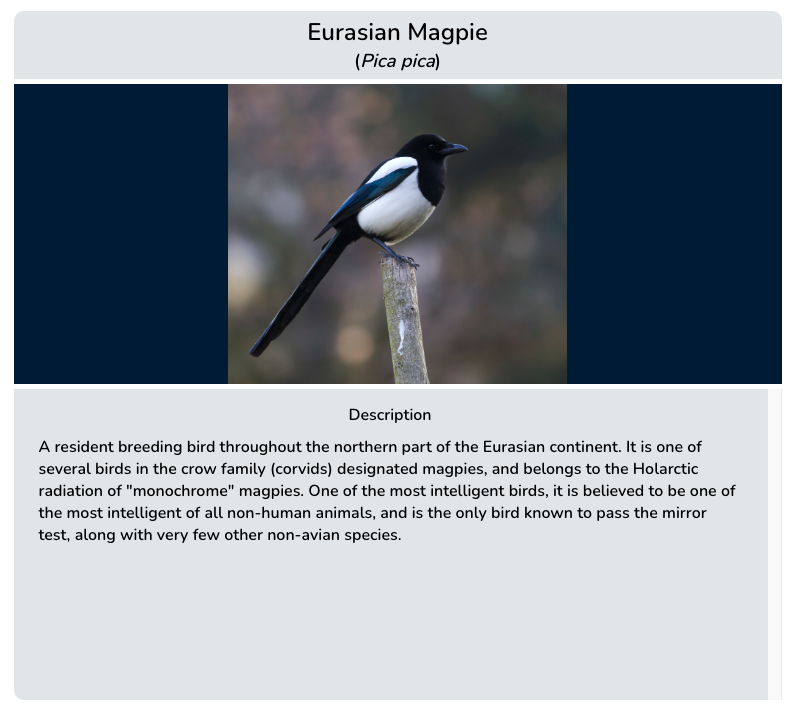 Eurasian Magpie
(Pica pica)
Description
A resident breeding bird throughout the northern part of the Eurasian continent. It is one of
several birds in the crow family (corvids) designated magpies, and belongs to the Holarctic
radiation of "monochrome" magpies. One of the most intelligent birds, it is believed to be one of
the most intelligent of all non-human animals, and is the only bird known to pass the mirror
test, along with very few other non-avian species.